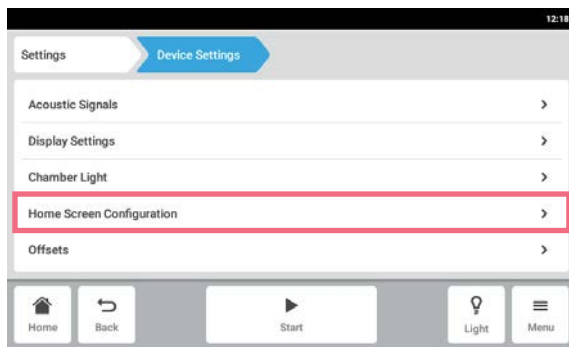 12:18
Settings Device Settings
Acoustic Signals
Display Settings
Chamber Light
Home Screen Configuration
Offsets
Home Back Start Light Menu